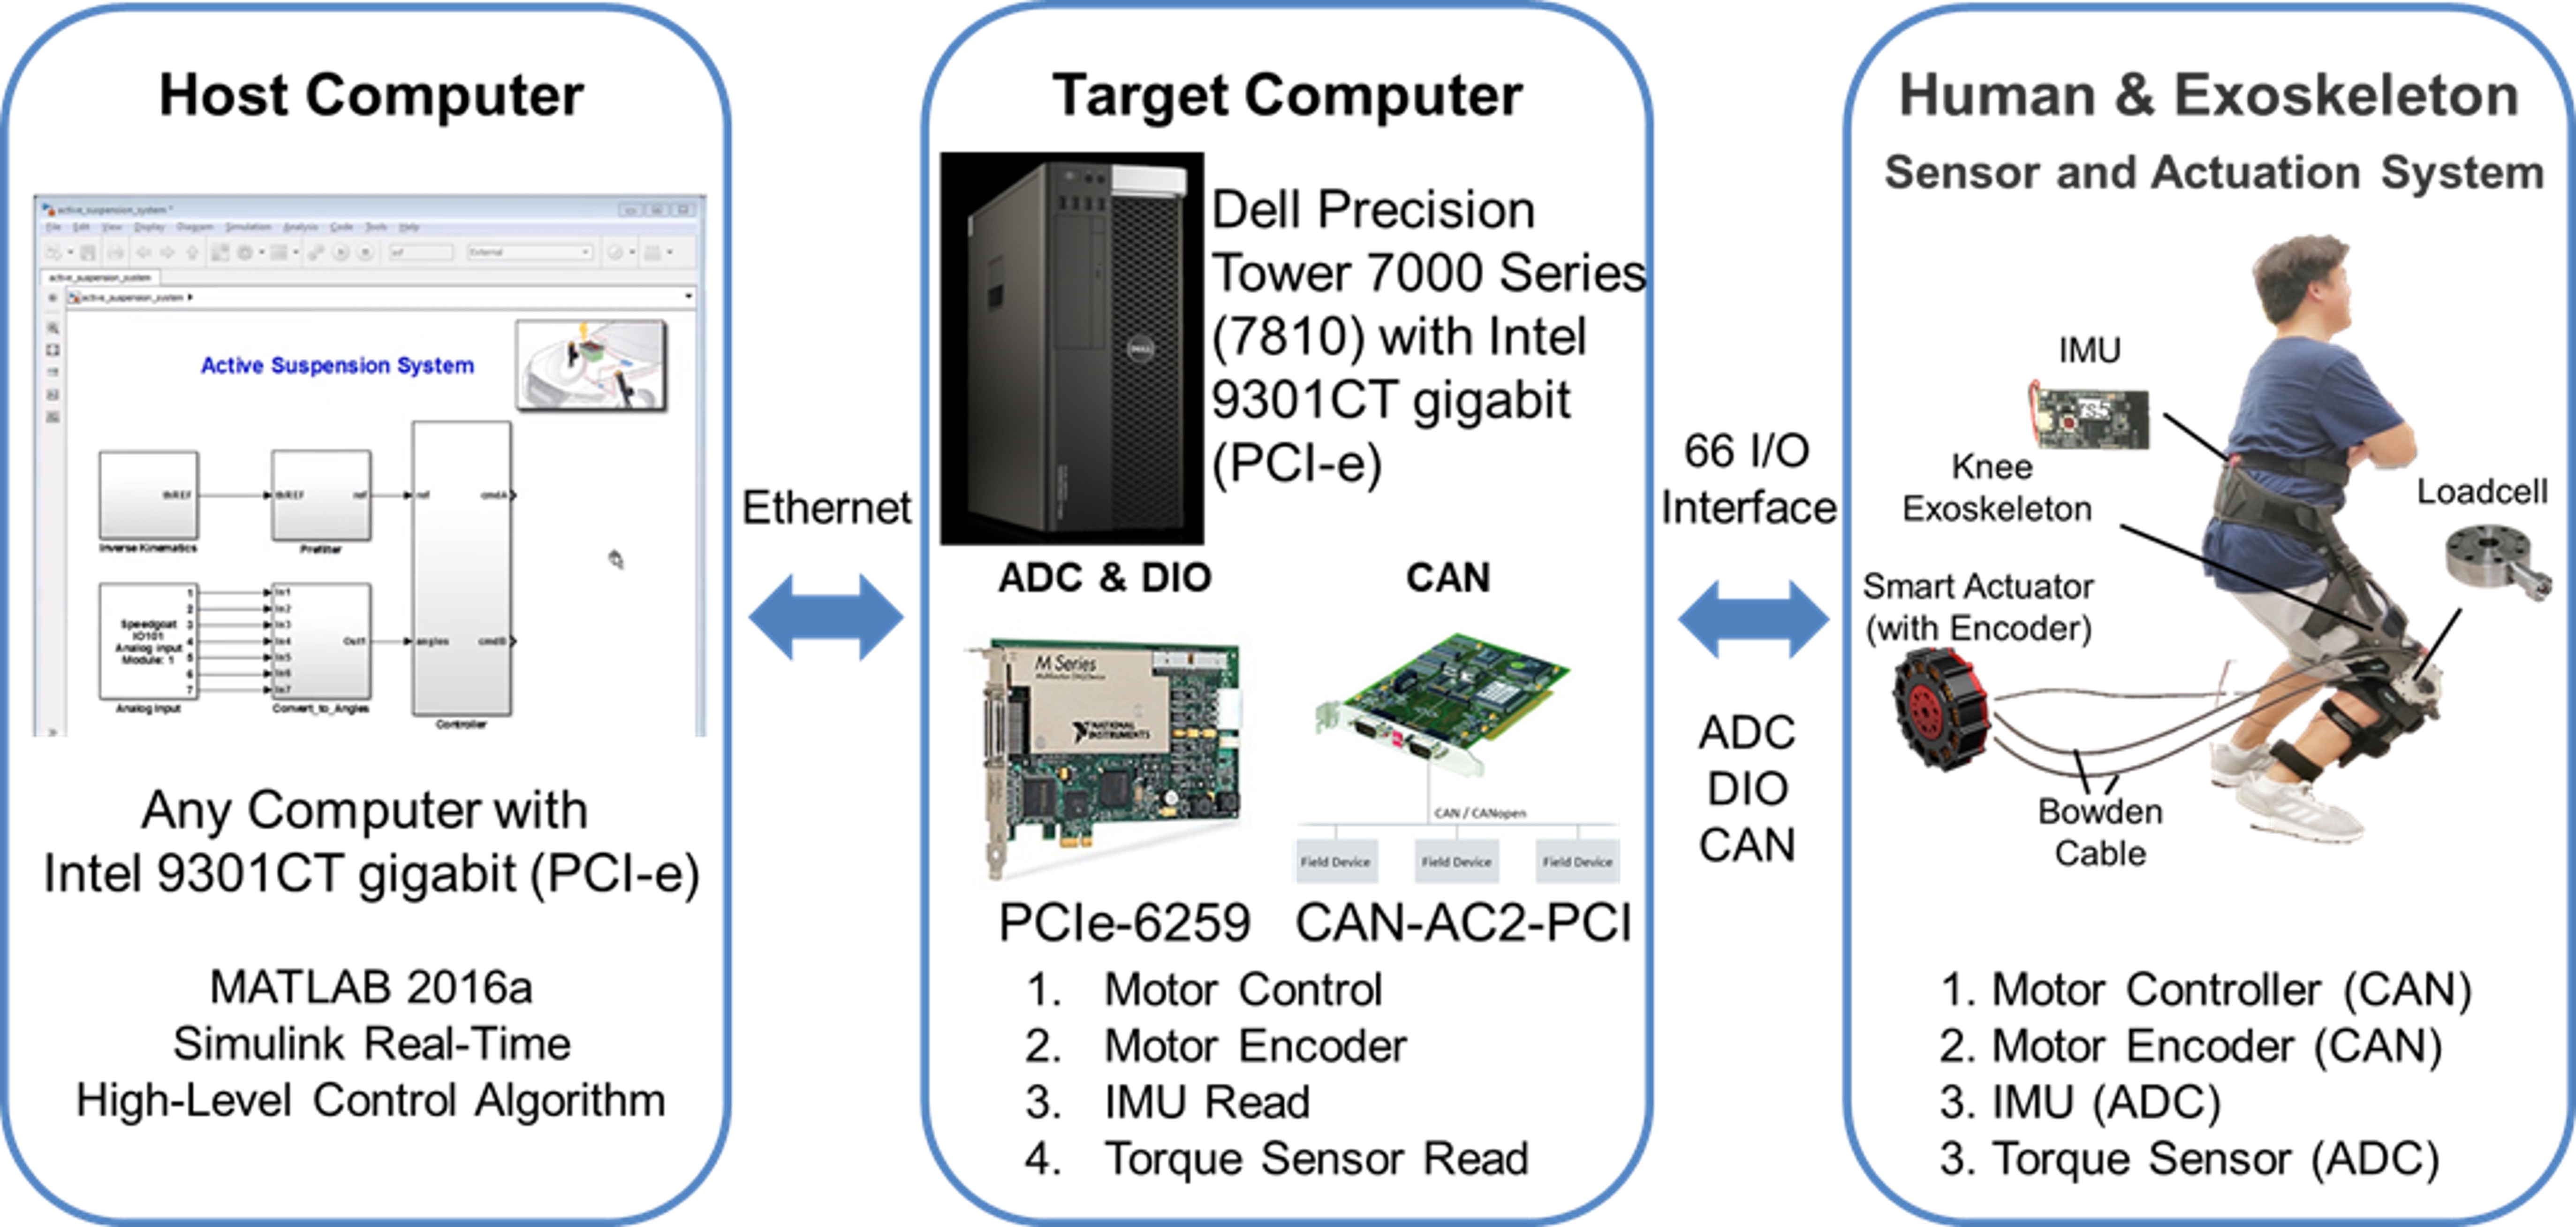 Host Computer
active_suspension_system *
File Edit View Display Diagram Simulation Analysis Code Tools Help
inf
External
active_suspension_system
active_suspension_system
Active Suspension System
thREF
thREF
ref
ref
cmdA
Inverse Kinematics
Prefilter
Speedgoat
IO101
Analog input
Module: 1
1
2
3
4
5
6
7
In1
In2
In3
In4
In5
In6
In7
Out1
angles
cmdB
Analog Input
Convert_to_Angles
Controller
Any Computer with
Intel 9301CT gigabit (PCI-e)
MATLAB 2016a
Simulink Real-Time
High-Level Control Algorithm
Ethernet
Target Computer
DELL
Dell Precision
Tower 7000 Series
(7810) with Intel
9301CT gigabit
(PCI-e)
ADC & DIO
CAN
M Series
NATIONAL
INSTRUMENTS
CAN / CANopen
Field Device
Field Device
Field Device
PCIe-6259
CAN-AC2-PCI
1. Motor Control
2. Motor Encoder
3. IMU Read
4. Torque Sensor Read
66 I/O
Interface
ADC
DIO
CAN
Human & Exoskeleton
Sensor and Actuation System
IMU
Knee
Exoskeleton
Loadcell
Smart Actuator
(with Encoder)
Bowden
Cable
1. Motor Controller (CAN)
2. Motor Encoder (CAN)
3. IMU (ADC)
3. Torque Sensor (ADC)